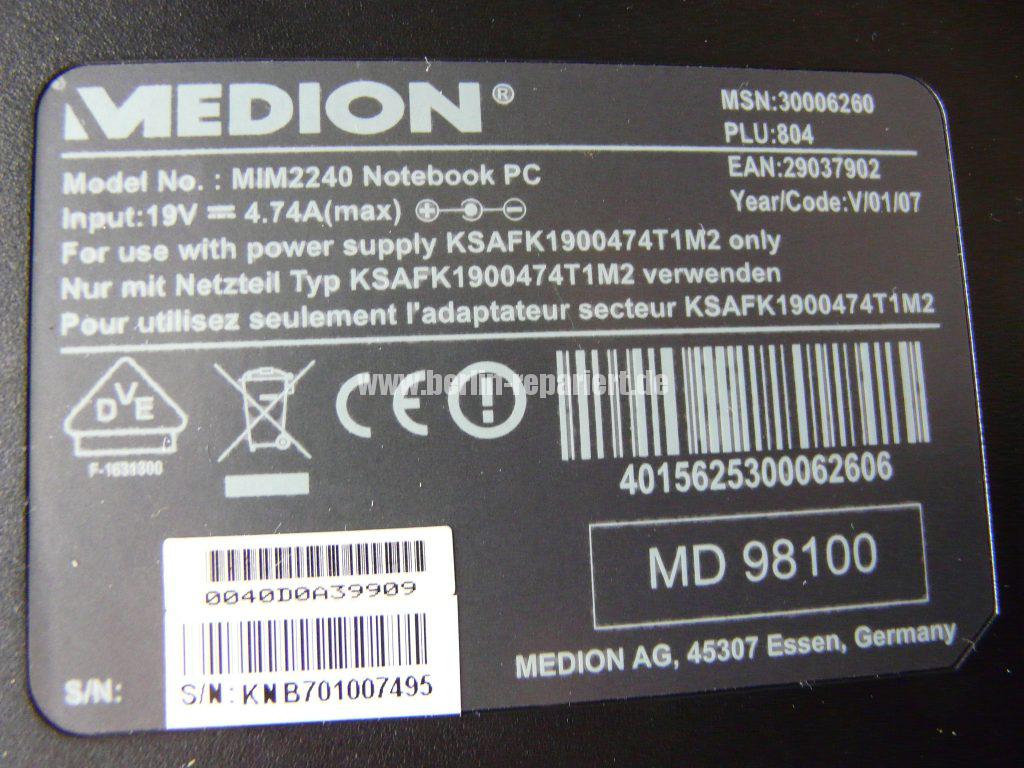 MEDION®
MSN:30006260
PLU:804
EAN:29037902
Year/Code:V/01/07
Model No. : MIM2240 Notebook PC
Input:19V ⎓ 4.74A(max)
For use with power supply KSAFK1900474T1M2 only
Nur mit Netzteil Typ KSAFK1900474T1M2 verwenden
Pour utilisez seulement l'adaptateur secteur KSAFK1900474T1M2
www.berlin-repariert.de
DVE
F-1631300
CE
4015625300062606
MD 98100
MEDION AG, 45307 Essen, Germany
0040D0A39909
S/N:
S/N:KNB701007495